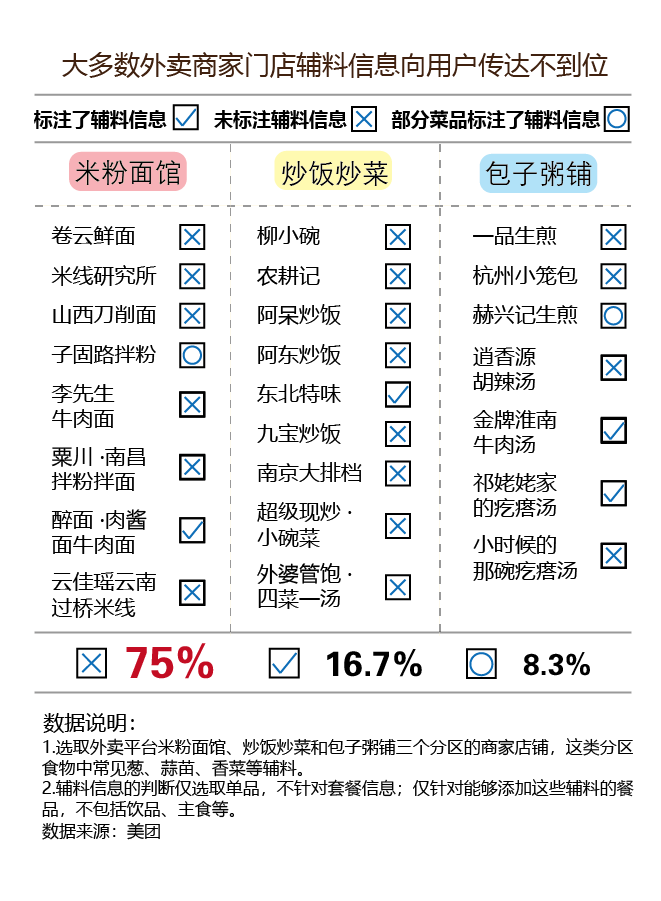 大多数外卖商家门店辅料信息向用户传达不到位
标注了辅料信息 未标注辅料信息 部分菜品标注了辅料信息
米粉面馆
卷云鲜面
米线研究所
山西刀削面
子固路拌粉
李先生
牛肉面
粟川·南昌
拌粉拌面
醉面·肉酱
面牛肉面
云佳瑶云南
过桥米线
炒饭炒菜
柳小碗
农耕记
阿呆炒饭
阿东炒饭
东北特味
九宝炒饭
南京大排档
超级现炒·
小碗菜
外婆管饱·
四菜一汤
包子粥铺
一品生煎
杭州小笼包
赫兴记生煎
逍香源
胡辣汤
金牌淮南
牛肉汤
祁姥姥家
的疙瘩汤
小时候的
那碗疙瘩汤
75% 16.7% 8.3%
数据说明：
1.选取外卖平台米粉面馆、炒饭炒菜和包子粥铺三个分区的商家店铺，这类分区
食物中常见葱、蒜苗、香菜等辅料。
2.辅料信息的判断仅选取单品，不针对套餐信息；仅针对能够添加这些辅料的餐
品，不包括饮品、主食等。
数据来源：美团